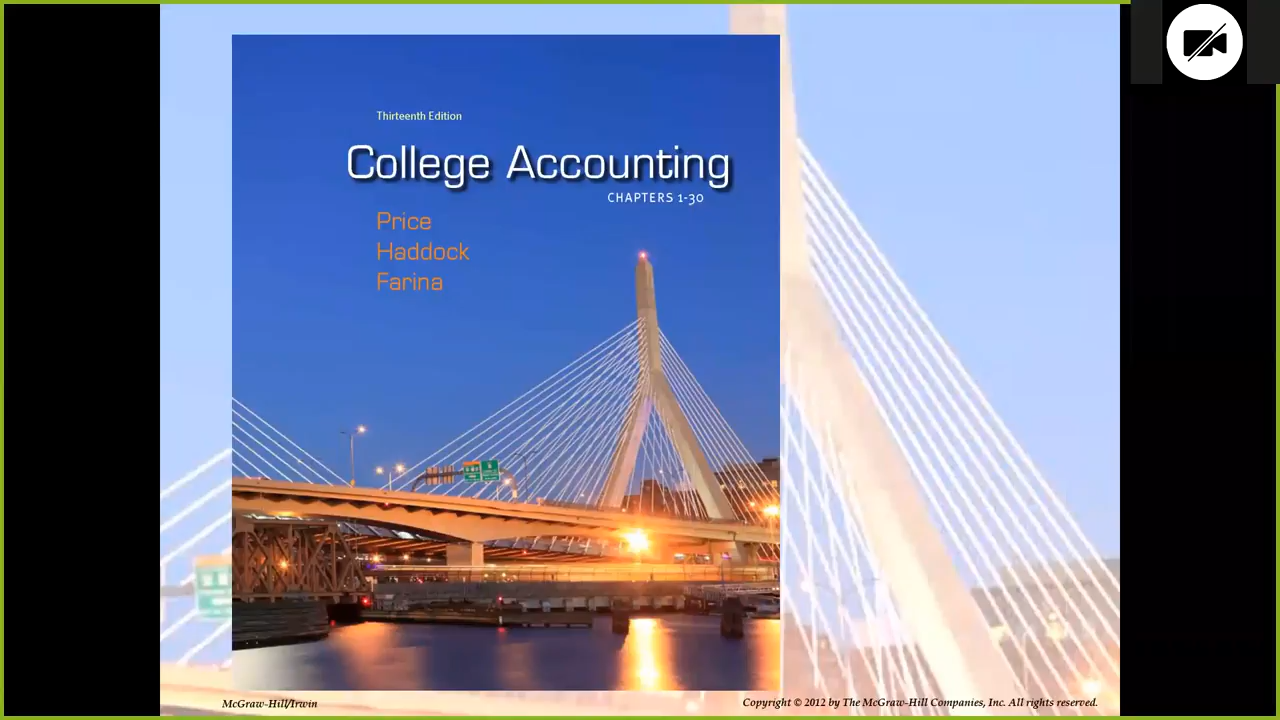 Thirteenth Edition
College Accounting
CHAPTERS 1-30
Price
Haddock
Farina
McGraw-Hill/Irwin
Copyright © 2012 by The McGraw-Hill Companies, Inc. All rights reserved.